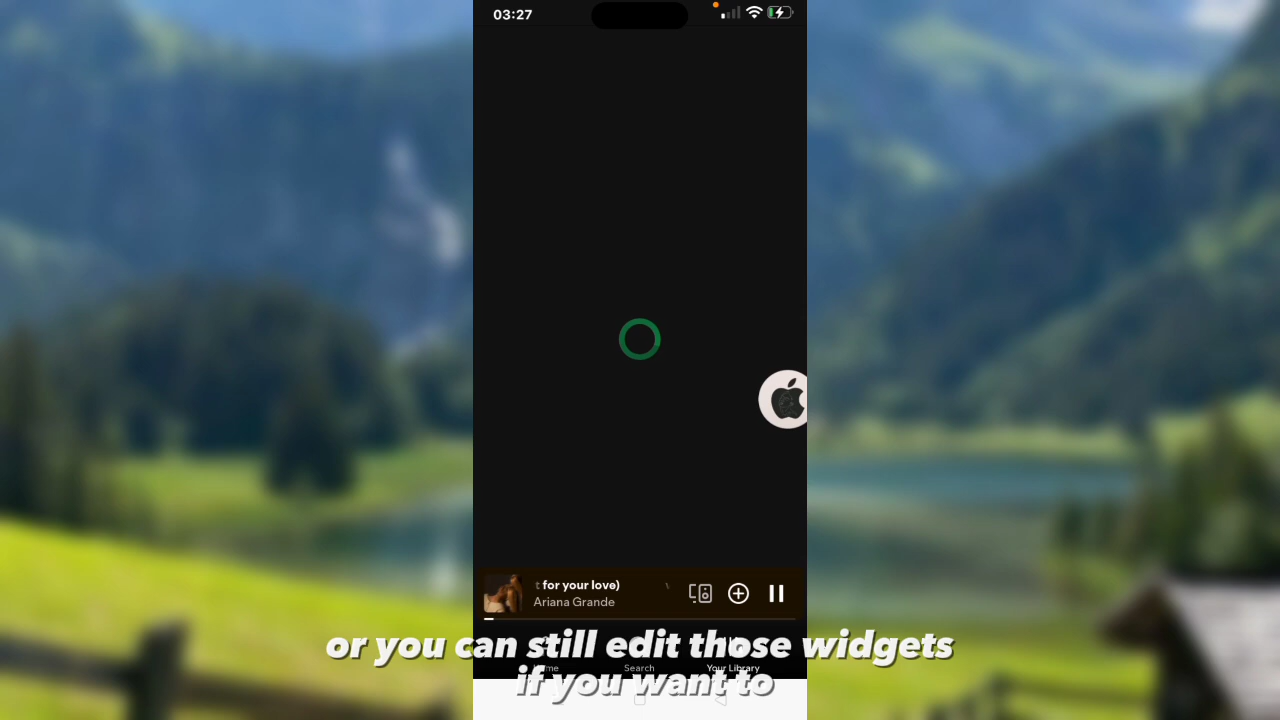 03:27
t for your love)
Ariana Grande
or you can still edit those widgets
Search
Your Library
if you want to